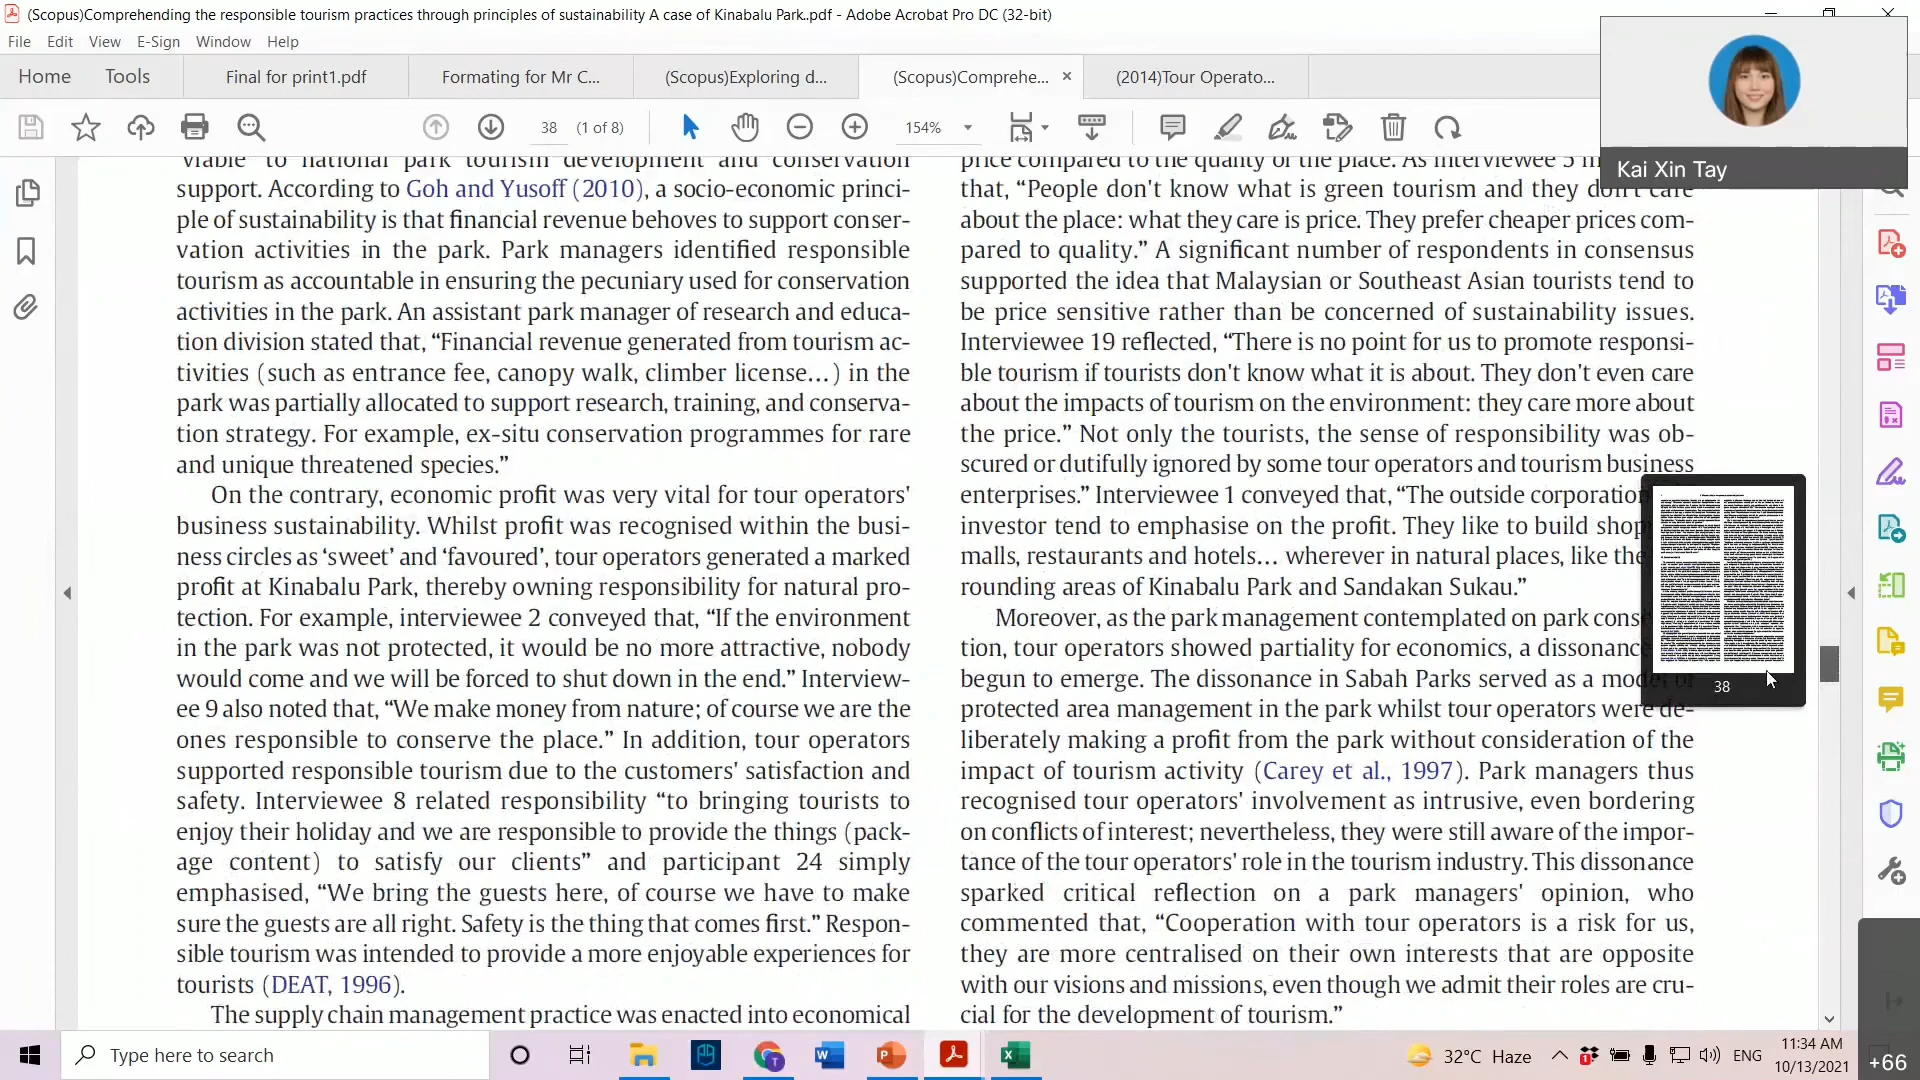 (Scopus)Comprehending the responsible tourism practices through principles of sustainability A case of Kinabalu Park..pdf - Adobe Acrobat Pro DC (32-bit)
File Edit View E-Sign Window Help
Home Tools Final for print1.pdf Formating for Mr C... (Scopus)Exploring d... (Scopus)Comprehe... × (2014)Tour Operato...
38 (1 of 8) 154%
Kai Xin Tay
viable to national park tourism development and conservation
support. According to Goh and Yusoff (2010), a socio-economic princi-
ple of sustainability is that financial revenue behoves to support conser-
vation activities in the park. Park managers identified responsible
tourism as accountable in ensuring the pecuniary used for conservation
activities in the park. An assistant park manager of research and educa-
tion division stated that, “Financial revenue generated from tourism ac-
tivities (such as entrance fee, canopy walk, climber license...) in the
park was partially allocated to support research, training, and conserva-
tion strategy. For example, ex-situ conservation programmes for rare
and unique threatened species.”
On the contrary, economic profit was very vital for tour operators'
business sustainability. Whilst profit was recognised within the busi-
ness circles as ‘sweet’ and ‘favoured’, tour operators generated a marked
profit at Kinabalu Park, thereby owning responsibility for natural pro-
tection. For example, interviewee 2 conveyed that, “If the environment
in the park was not protected, it would be no more attractive, nobody
would come and we will be forced to shut down in the end.” Interview-
ee 9 also noted that, “We make money from nature; of course we are the
ones responsible to conserve the place.” In addition, tour operators
supported responsible tourism due to the customers' satisfaction and
safety. Interviewee 8 related responsibility “to bringing tourists to
enjoy their holiday and we are responsible to provide the things (pack-
age content) to satisfy our clients” and participant 24 simply
emphasised, “We bring the guests here, of course we have to make
sure the guests are all right. Safety is the thing that comes first.” Respon-
sible tourism was intended to provide a more enjoyable experiences for
tourists (DEAT, 1996).
The supply chain management practice was enacted into economical
price compared to the quality of the place. As interviewee 5
that, “People don't know what is green tourism and they don't care
about the place: what they care is price. They prefer cheaper prices com-
pared to quality.” A significant number of respondents in consensus
supported the idea that Malaysian or Southeast Asian tourists tend to
be price sensitive rather than be concerned of sustainability issues.
Interviewee 19 reflected, “There is no point for us to promote responsi-
ble tourism if tourists don't know what it is about. They don't even care
about the impacts of tourism on the environment: they care more about
the price.” Not only the tourists, the sense of responsibility was ob-
scured or dutifully ignored by some tour operators and tourism business
enterprises.” Interviewee 1 conveyed that, “The outside corporation
investor tend to emphasise on the profit. They like to build shop
malls, restaurants and hotels... wherever in natural places, like the
rounding areas of Kinabalu Park and Sandakan Sukau.”
Moreover, as the park management contemplated on park cons
tion, tour operators showed partiality for economics, a dissonance
begun to emerge. The dissonance in Sabah Parks served as a model of
protected area management in the park whilst tour operators were de-
liberately making a profit from the park without consideration of the
impact of tourism activity (Carey et al., 1997). Park managers thus
recognised tour operators' involvement as intrusive, even bordering
on conflicts of interest; nevertheless, they were still aware of the impor-
tance of the tour operators' role in the tourism industry. This dissonance
sparked critical reflection on a park managers' opinion, who
commented that, “Cooperation with tour operators is a risk for us,
they are more centralised on their own interests that are opposite
with our visions and missions, even though we admit their roles are cru-
cial for the development of tourism.”
38
Type here to search
32°C Haze
ENG
11:34 AM
10/13/2021
+66